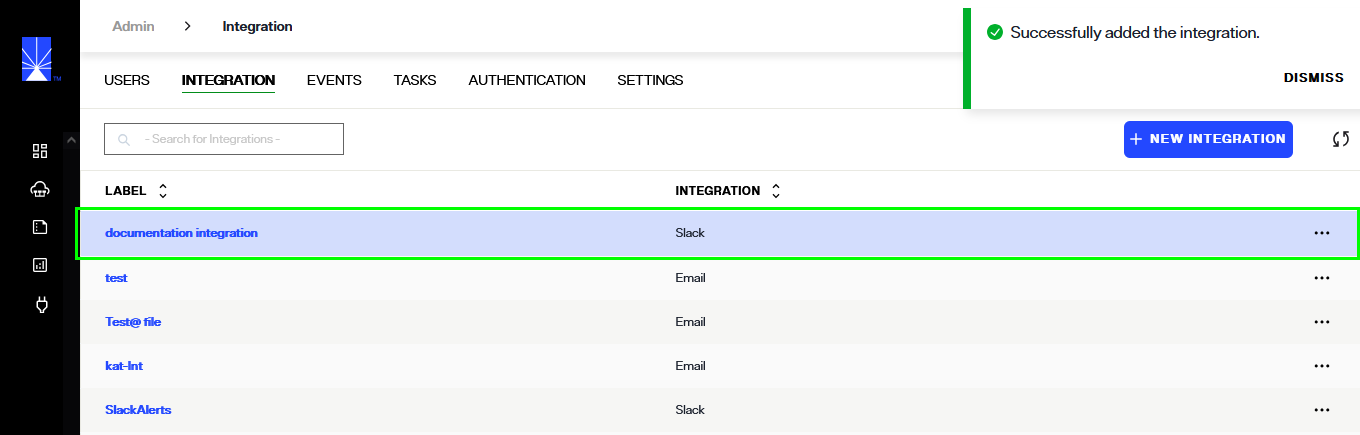 Admin > Integration
Successfully added the integration.
DISMISS
TM
USERS INTEGRATION EVENTS TASKS AUTHENTICATION SETTINGS
- Search for Integrations -
+ NEW INTEGRATION
LABEL INTEGRATION
documentation integration Slack
test Email
Test@ file Email
kat-Int Email
SlackAlerts Slack